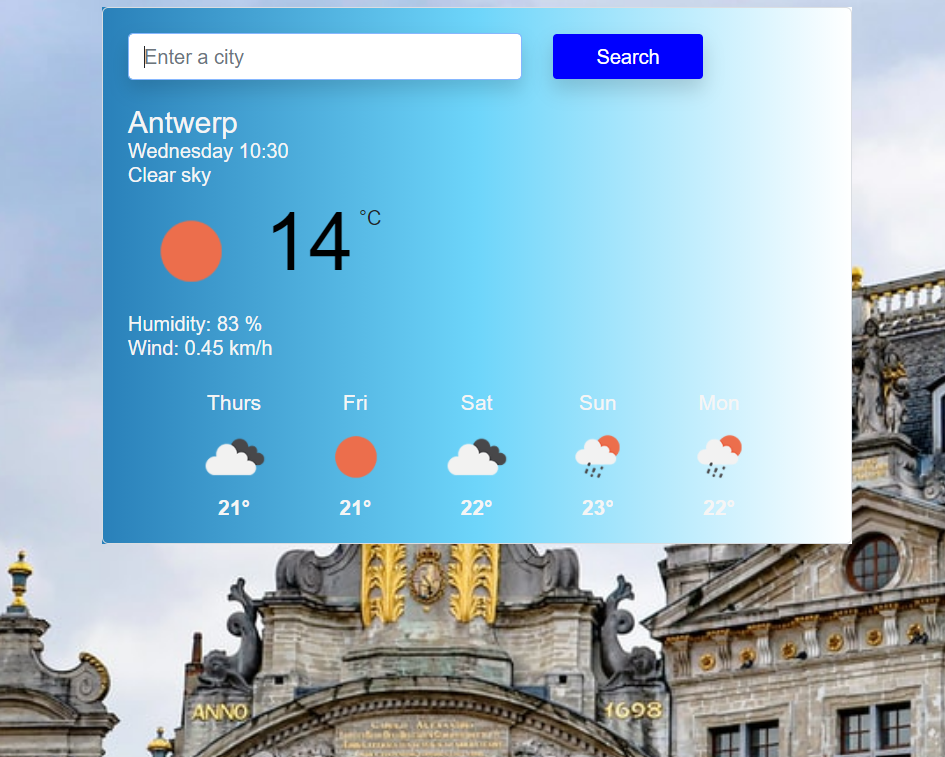 Enter a city
Search
Antwerp
Wednesday 10:30
Clear sky
14 °C
Humidity: 83 %
Wind: 0.45 km/h
Thurs Fri Sat Sun Mon
21° 21° 22° 23° 22°
ANNO 1698